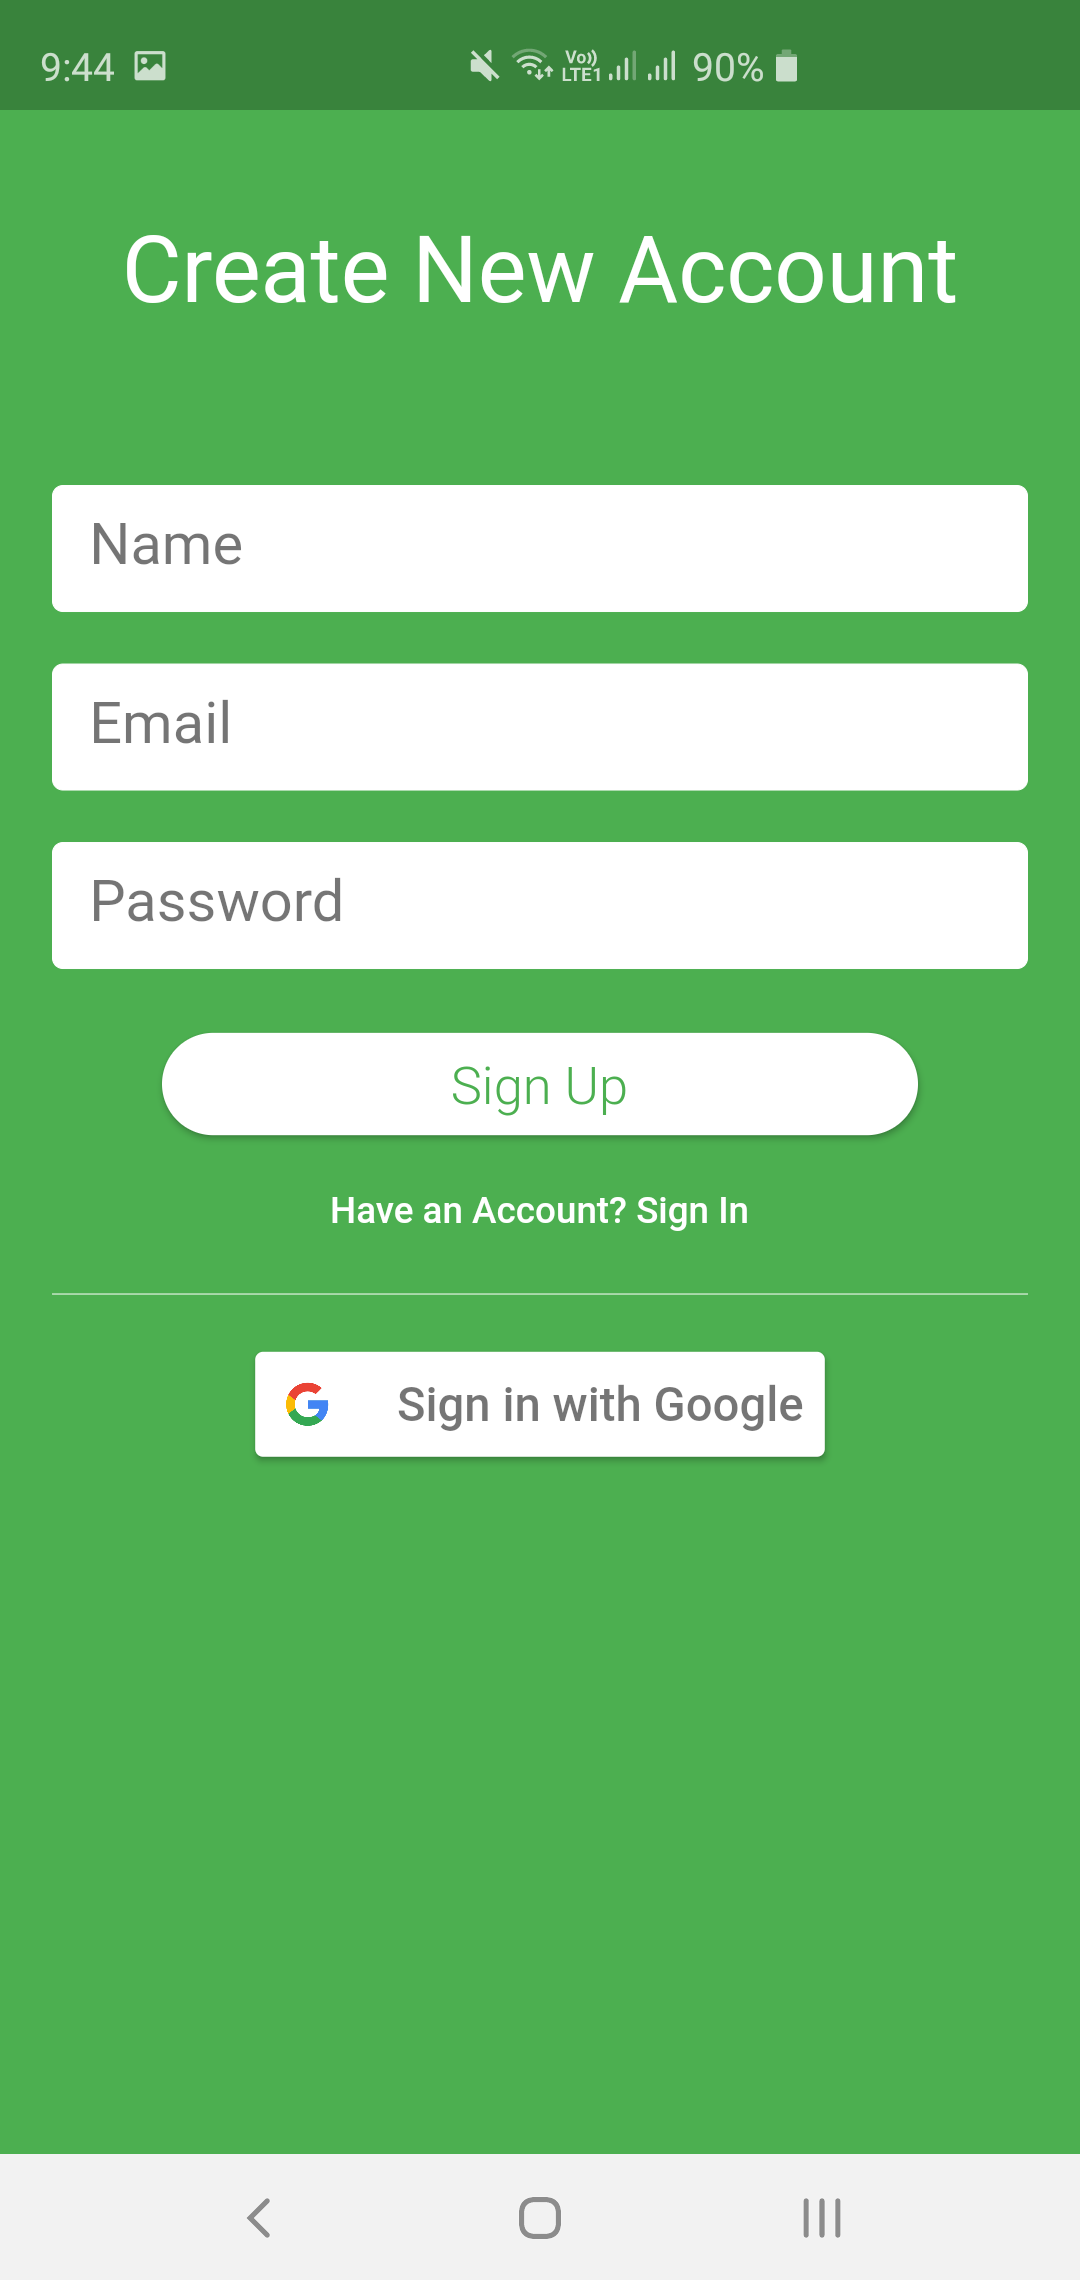 9:44 Vo)) LTE1 90%
Create New Account
Name
Email
Password
Sign Up
Have an Account? Sign In
Sign in with Google